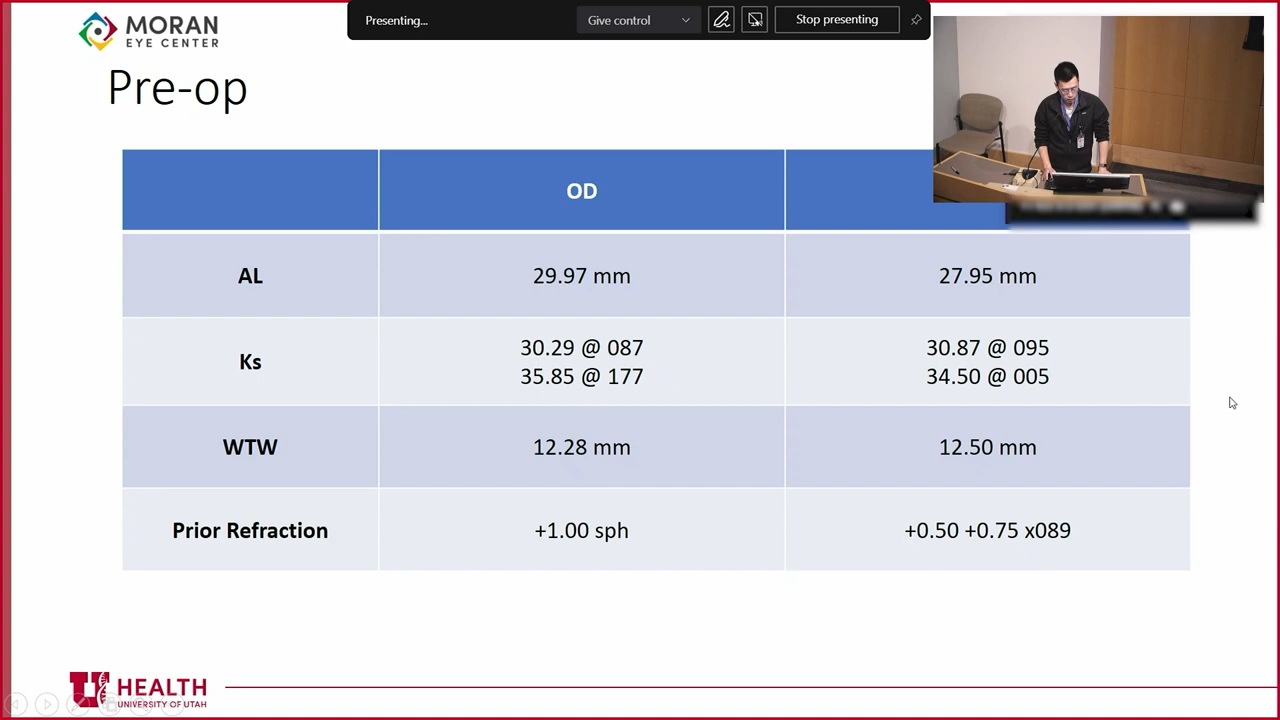 MORAN
EYE CENTER
Presenting...
Give control
Stop presenting
Pre-op
OD
AL
29.97 mm
27.95 mm
Ks
30.29 @ 087
35.85 @ 177
30.87 @ 095
34.50 @ 005
WTW
12.28 mm
12.50 mm
Prior Refraction
+1.00 sph
+0.50 +0.75 x089
U HEALTH
UNIVERSITY OF UTAH